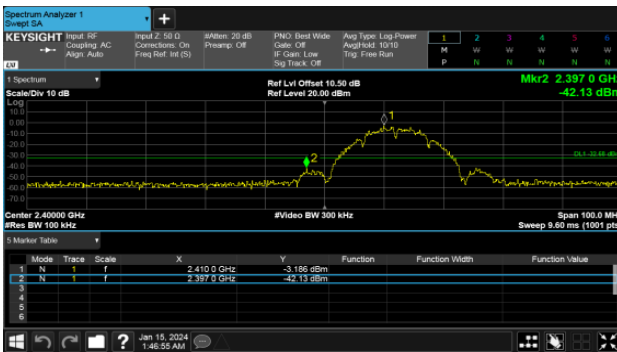 Spectrum Analyzer 1
Swept SA
+
KEYSIGHT Input: RF Input Z: 50 Ω #Atten: 20 dB PNO: Best Wide Avg Type: Log-Power 1 2 3 4 5 6
Coupling: AC Corrections: On Preamp: Off Gate: Off Avg|Hold: 10/10 M W W W W W
Align: Auto Freq Ref: Int (S) IF Gain: Low Trig: Free Run
Sig Track: Off P N N N N N
LXI
1 Spectrum Ref Lvl Offset 10.50 dB Mkr2 2.397 0 GH
Scale/Div 10 dB Ref Level 20.00 dBm -42.13 dBm
Log
10.0
0.00
-10.0
-20.0
-30.0
-40.0
-50.0
-60.0
-70.0
1
2
Center 2.40000 GHz #Video BW 300 kHz Span 100.0 MH
#Res BW 100 kHz Sweep 9.60 ms (1001 pts
5 Marker Table
Mode Trace Scale X Y Function Function Width Function Value
1 N 1 f 2.410 0 GHz -3.186 dBm
2 N 1 f 2.397 0 GHz -42.13 dBm
3
4
5
6
? Jan 15, 2024
1:46:55 AM